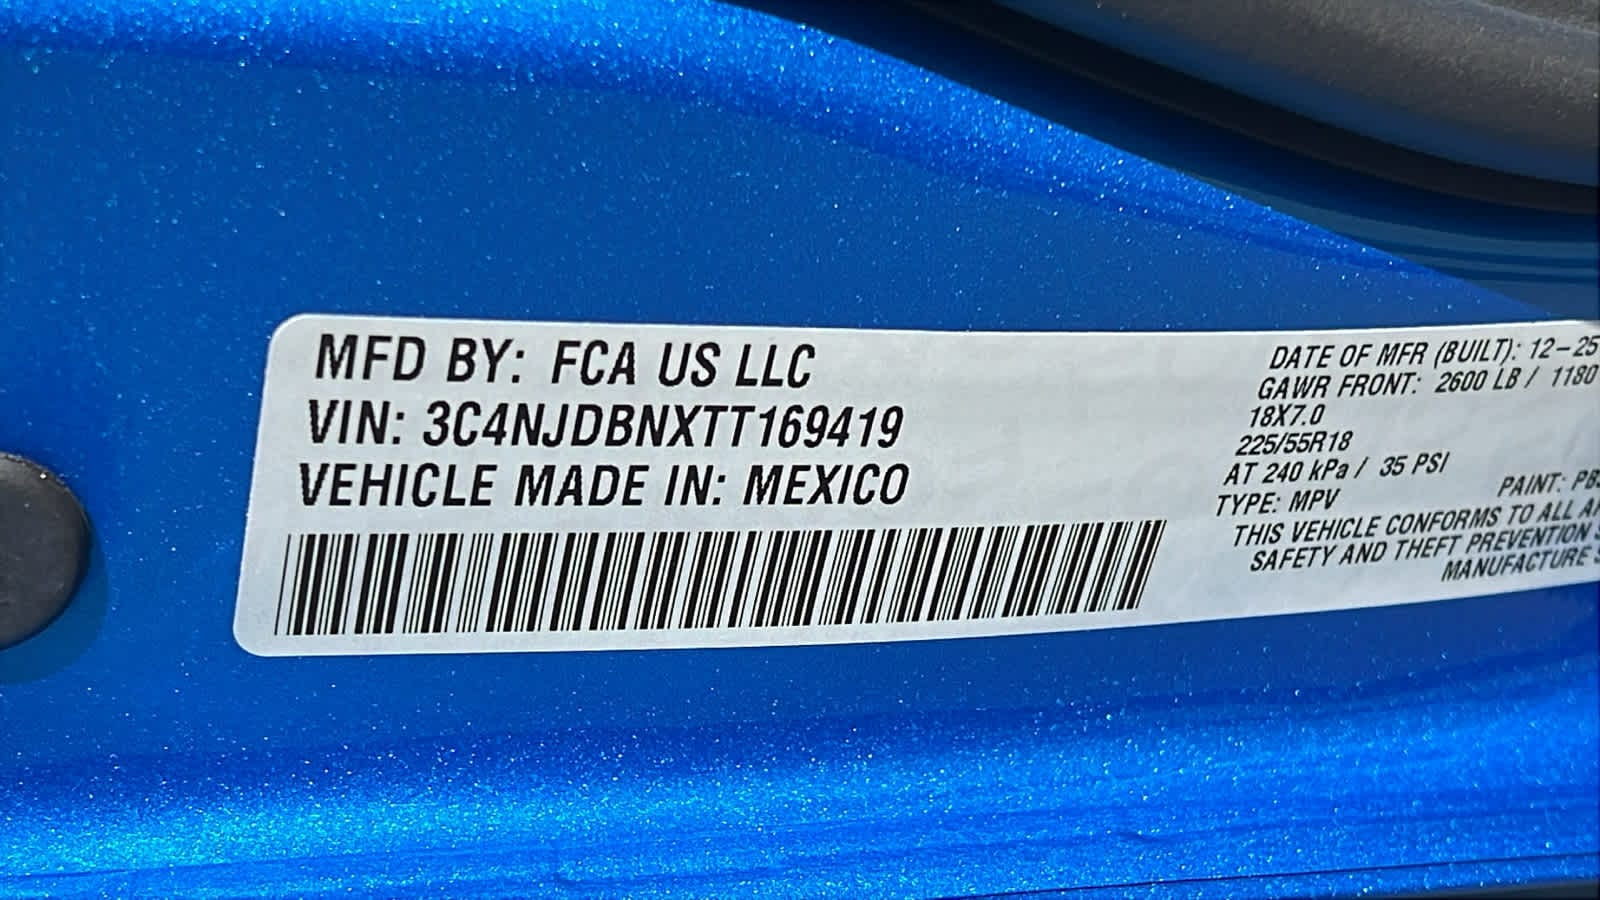 MFD BY: FCA US LLC
VIN: 3C4NJDBNXTT169419
VEHICLE MADE IN: MEXICO
DATE OF MFR (BUILT): 12-25
GAWR FRONT: 2600 LB / 1180
18X7.0
225/55R18
AT 240 kPa / 35 PSI
TYPE: MPV
PAINT:
THIS VEHICLE CONFORMS TO ALL
SAFETY AND THEFT PREVENTION
MANUFACTURE